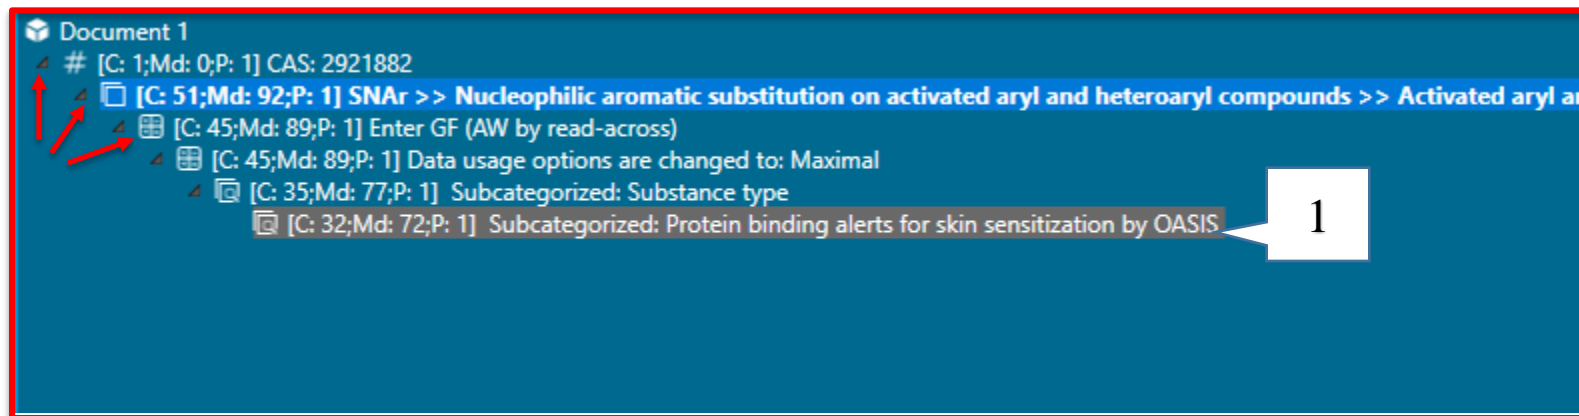 Document 1
# [C: 1;Md: 0;P: 1] CAS: 2921882
[C: 51;Md: 92;P: 1] SNAr >> Nucleophilic aromatic substitution on activated aryl and heteroaryl compounds >> Activated aryl a
[C: 45;Md: 89;P: 1] Enter GF (AW by read-across)
[C: 45;Md: 89;P: 1] Data usage options are changed to: Maximal
[C: 35;Md: 77;P: 1] Subcategorized: Substance type
[C: 32;Md: 72;P: 1] Subcategorized: Protein binding alerts for skin sensitization by OASIS
1